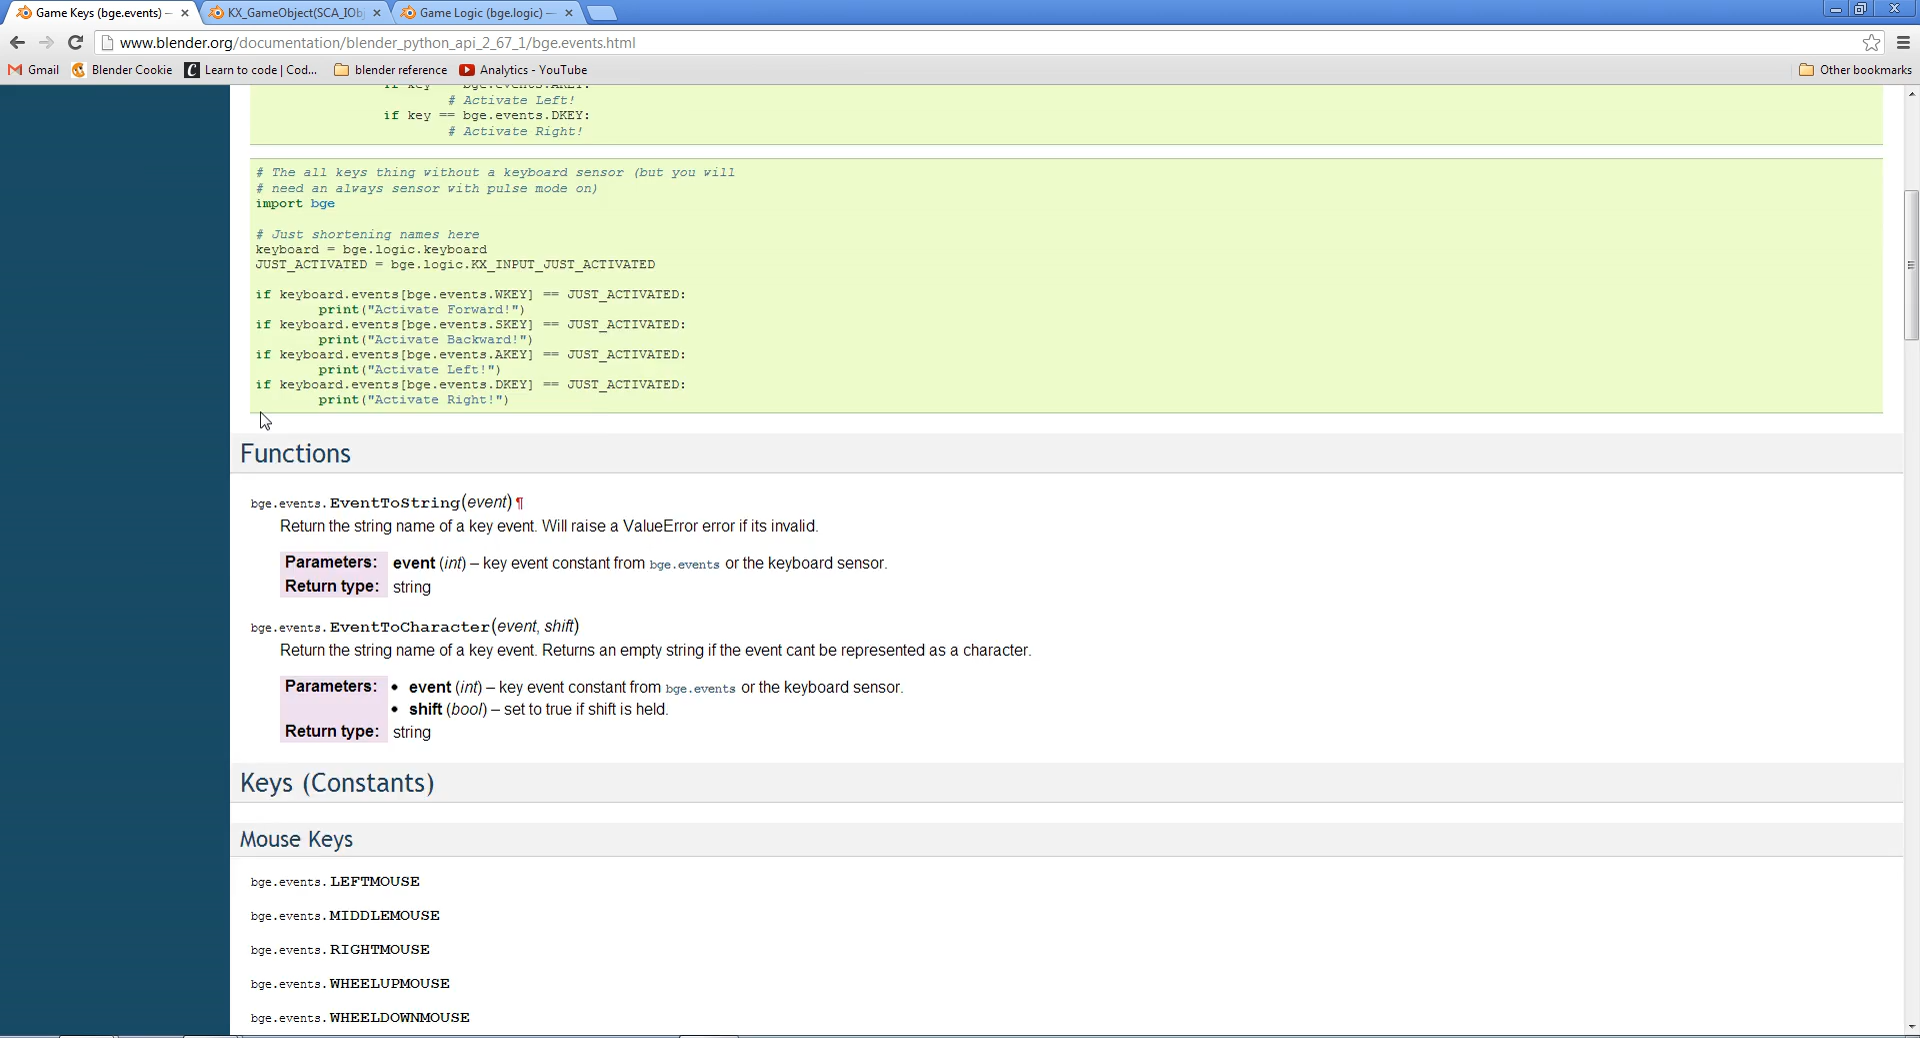 Game Keys (bge.events) —
KX_GameObject(SCA_IObj
Game Logic (bge.logic) —
www.blender.org/documentation/blender_python_api_2_67_1/bge.events.html
Gmail
Blender Cookie
Learn to code | Cod...
blender reference
Analytics - YouTube
Other bookmarks
if key == bge.events.AKEY:
# Activate Left!
if key == bge.events.DKEY:
# Activate Right!
# The all keys thing without a keyboard sensor (but you will
# need an always sensor with pulse mode on)
import bge
# Just shortening names here
keyboard = bge.logic.keyboard
JUST_ACTIVATED = bge.logic.KX_INPUT_JUST_ACTIVATED
if keyboard.events[bge.events.WKEY] == JUST_ACTIVATED:
print("Activate Forward!")
if keyboard.events[bge.events.SKEY] == JUST_ACTIVATED:
print("Activate Backward!")
if keyboard.events[bge.events.AKEY] == JUST_ACTIVATED:
print("Activate Left!")
if keyboard.events[bge.events.DKEY] == JUST_ACTIVATED:
print("Activate Right!")
Functions
bge.events.EventToString(event)¶
Return the string name of a key event. Will raise a ValueError error if its invalid.
Parameters: event (int) – key event constant from bge.events or the keyboard sensor.
Return type: string
bge.events.EventToCharacter(event, shift)
Return the string name of a key event. Returns an empty string if the event cant be represented as a character.
Parameters: • event (int) – key event constant from bge.events or the keyboard sensor.
• shift (bool) – set to true if shift is held.
Return type: string
Keys (Constants)
Mouse Keys
bge.events.LEFTMOUSE
bge.events.MIDDLEMOUSE
bge.events.RIGHTMOUSE
bge.events.WHEELUPMOUSE
bge.events.WHEELDOWNMOUSE